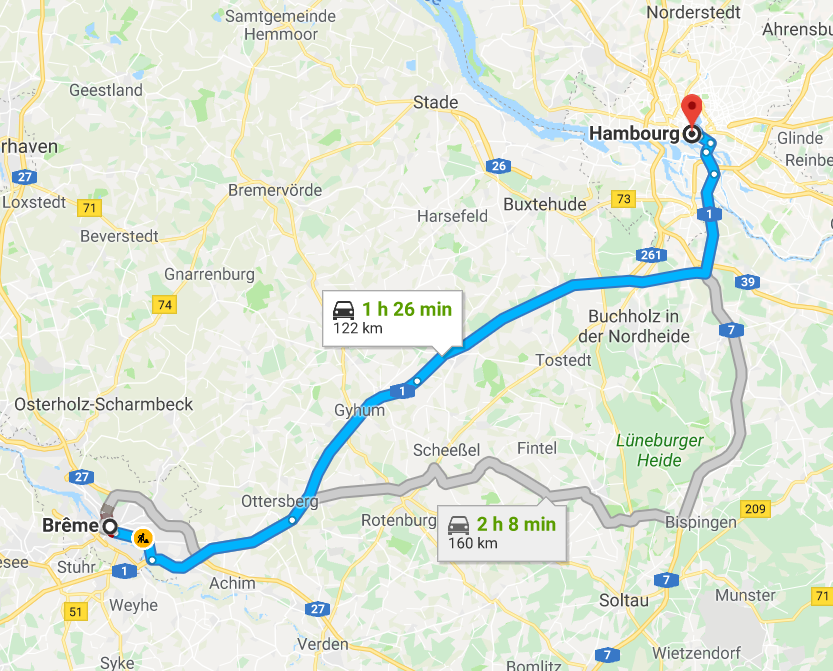 Samtgemeinde
Hemmoor
Norderstedt
Ahrensbu
Geestland
Stade
Hambourg
Glinde
Reinbe
rhaven
27
26
Loxstedt
71
Bremervörde
Harsefeld
Buxtehude
73
1
Beverstedt
Gnarrenburg
261
39
74
1 h 26 min
122 km
Buchholz in
der Nordheide
7
Tostedt
1
Osterholz-Scharmbeck
Gyhum
Scheeßel
Fintel
Lüneburger
Heide
27
Ottersberg
Brême
Rotenburg
2 h 8 min
160 km
209
Bispingen
esee
Stuhr
1
Achim
7
Weyhe
51
27
Soltau
Munster
71
Verden
Syke
7
Wietzendorf
Bomlitz